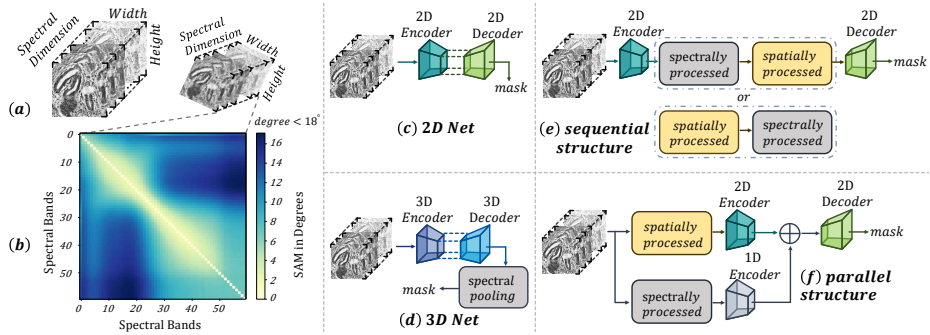 Spectral Dimension
Width
Height
Spectral Dimension
Width
Height
(a)
(b)
degree < 18°
0
10
20
30
40
50
Spectral Bands
0 10 20 30 40 50
Spectral Bands
16
14
12
10
8
6
4
2
0
SAM in Degrees
2D
Encoder
2D
Decoder
mask
(c) 2D Net
3D
Encoder
3D
Decoder
spectral
pooling
mask
(d) 3D Net
2D
Encoder
spectrally
processed
spatially
processed
2D
Decoder
mask
or
spatially
processed
spectrally
processed
(e) sequential
structure
spatially
processed
2D
Encoder
2D
Decoder
mask
spectrally
processed
1D
Encoder
(f) parallel
structure